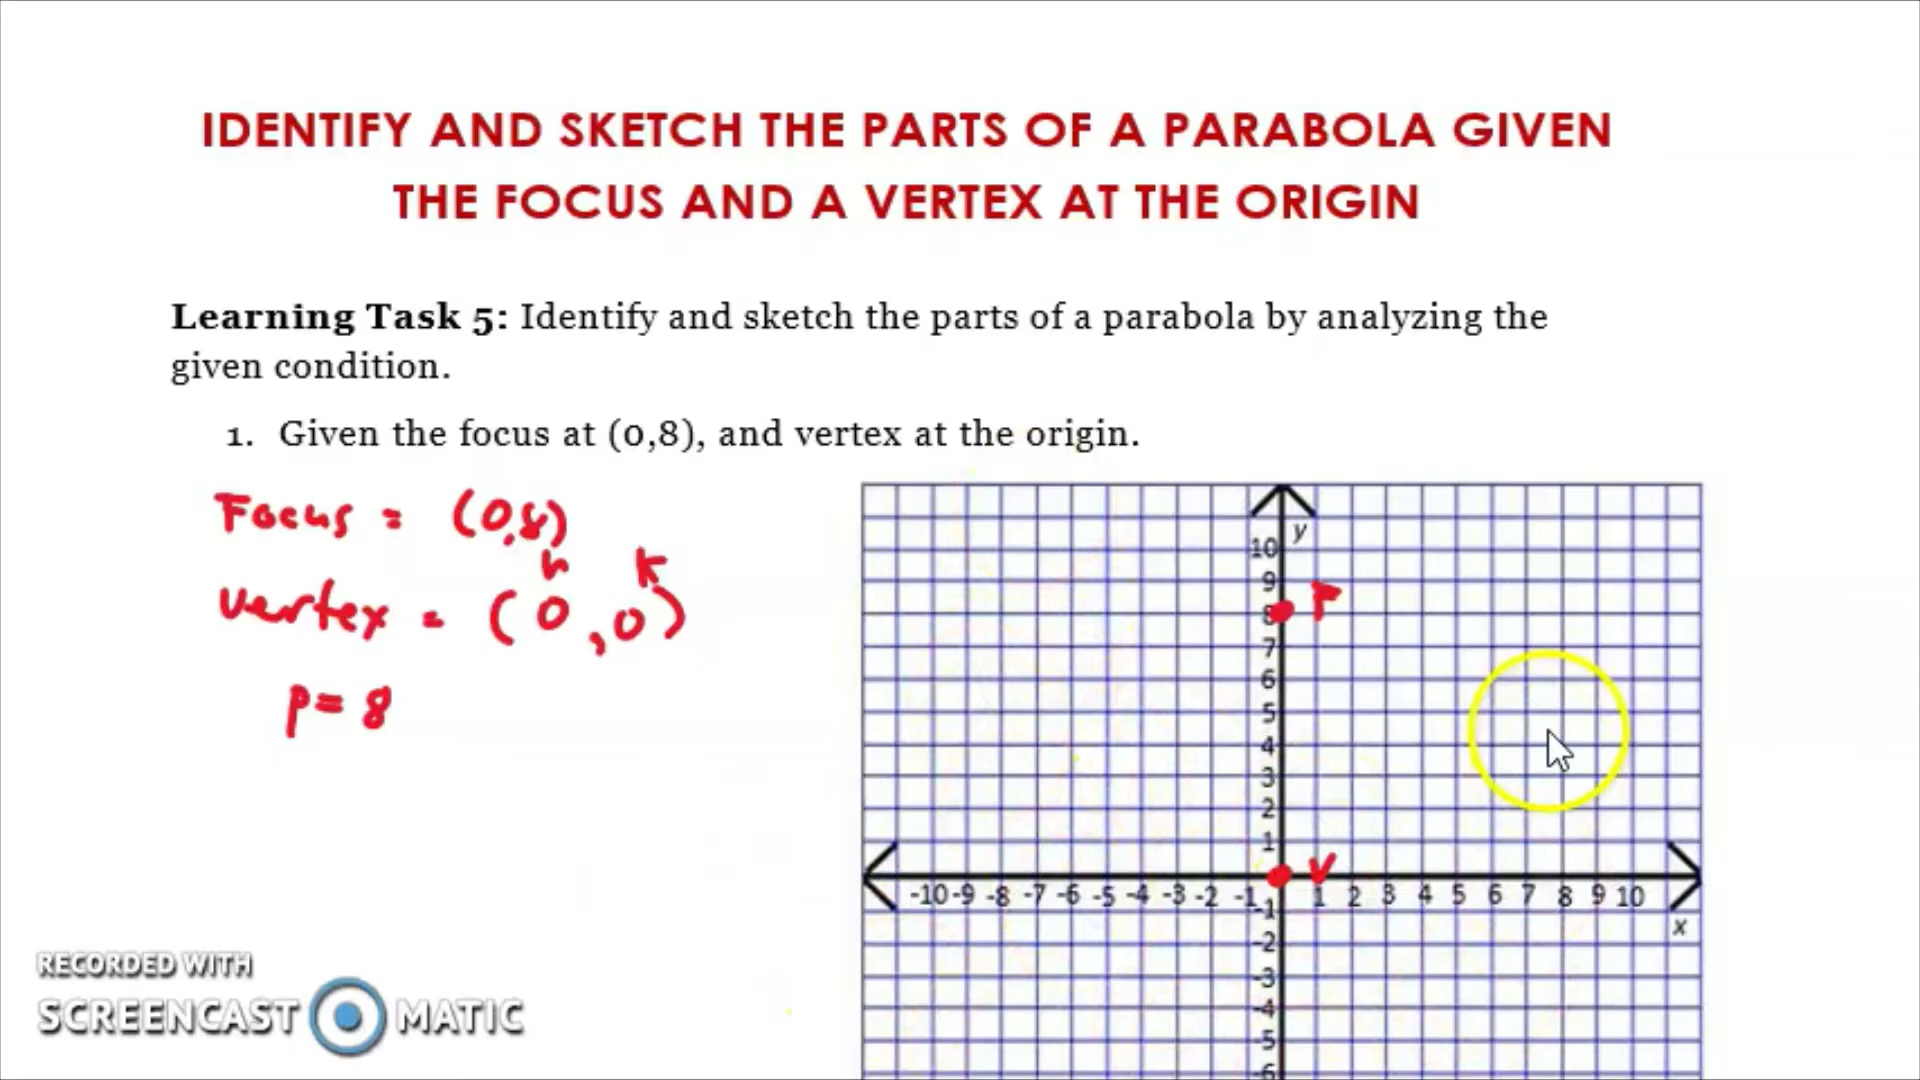 IDENTIFY AND SKETCH THE PARTS OF A PARABOLA GIVEN
THE FOCUS AND A VERTEX AT THE ORIGIN
Learning Task 5: Identify and sketch the parts of a parabola by analyzing the
given condition.
1. Given the focus at (0,8), and vertex at the origin.
Focus = (0,8)
h k
vertex = (0,0)
p=8
y
10
9
F
8
7
6
5
4
3
2
1
V
-10 -9 -8 -7 -6 -5 -4 -3 -2 -1 1 2 3 4 5 6 7 8 9 10
x
-1
-2
-3
-4
-5
-6
RECORDED WITH
SCREENCAST MATIC